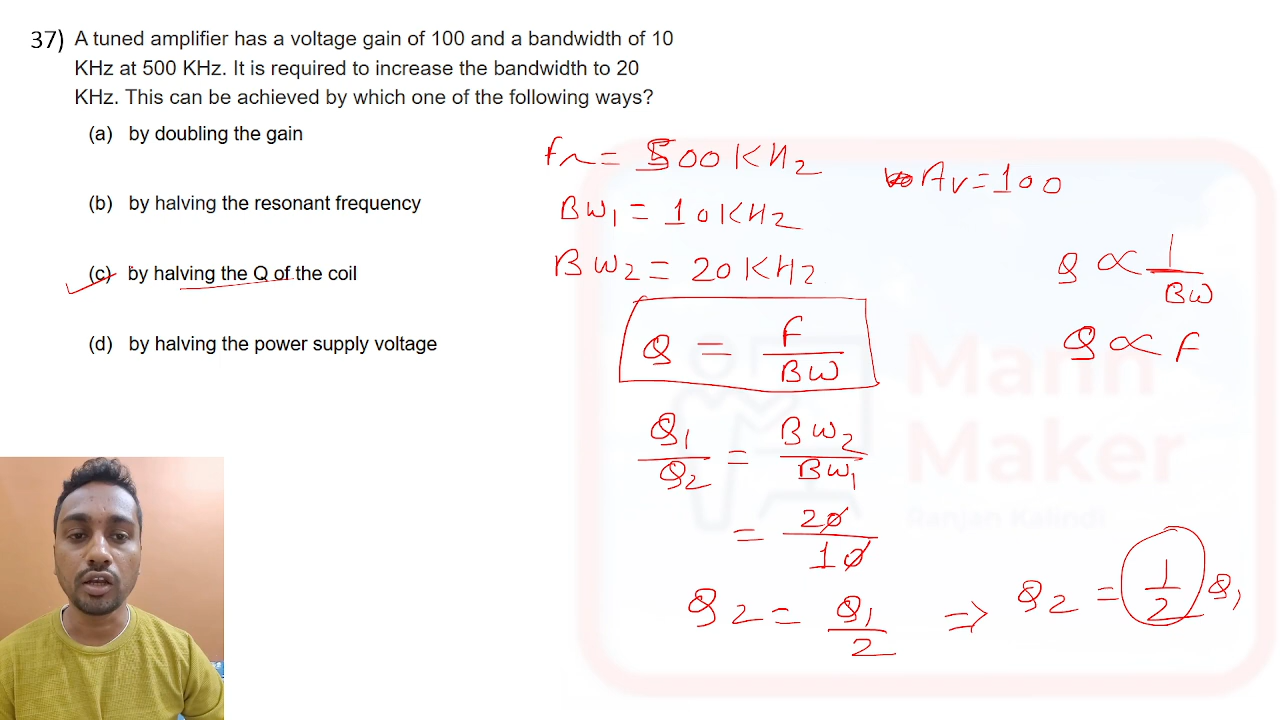 37) A tuned amplifier has a voltage gain of 100 and a bandwidth of 10
KHz at 500 KHz. It is required to increase the bandwidth to 20
KHz. This can be achieved by which one of the following ways?
(a) by doubling the gain
(b) by halving the resonant frequency
(c) by halving the Q of the coil
(d) by halving the power supply voltage
fr = 500 KHz
Av = 100
BW1 = 10 KHz
BW2 = 20 KHz
Q ∝ 1/BW
Q = F/BW
Q ∝ F
Q1/Q2 = BW2/BW1
= 20/10
Q2 = Q1/2 ⇒ Q2 = 1/2 Q1
Mann
Maker
Ranjan Kalindi